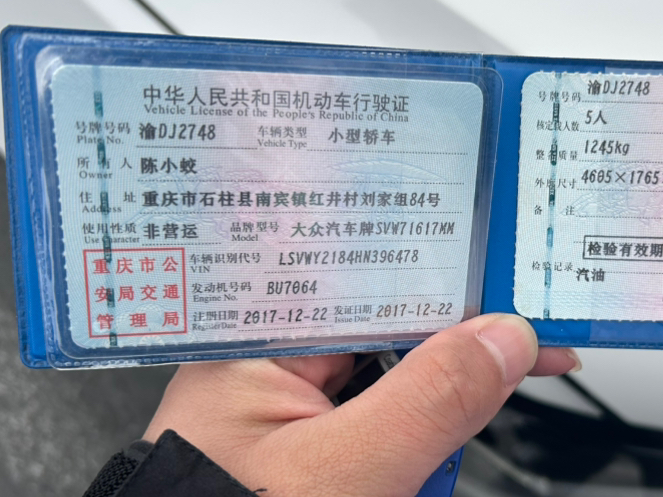 中华人民共和国机动车行驶证
Vehicle License of the People's Republic of China
号牌号码 渝DJ2748 车辆类型 小型轿车
Plate No. Vehicle Type
所有人 陈小蛟
Owner
住址 重庆市石柱县南宾镇红井村刘家组84号
Address
使用性质 非营运 品牌型号 大众汽车牌SVW71617KM
Use Character Model
重庆市公安局交通管理局
车辆识别代号 LSVWY2184HN396478
VIN
发动机号码 BU7064
Engine No.
注册日期 2017-12-22 发证日期 2017-12-22
Register Date Issue Date
号牌号码 渝DJ2748
核定载人数 5人
整备质量 1245kg
外廓尺寸 4605×1765
备注
检验有效期
检验记录 汽油